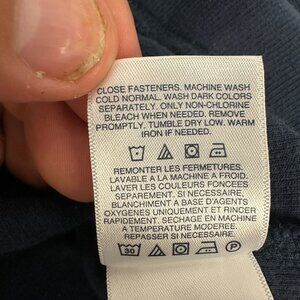 CLOSE FASTENERS. MACHINE WASH
COLD NORMAL. WASH DARK COLORS
SEPARATELY. ONLY NON-CHLORINE
BLEACH WHEN NEEDED. REMOVE
PROMPTLY. TUMBLE DRY LOW. WARM
IRON IF NEEDED.
REMONTER LES FERMETURES.
LAVABLE A LA MACHINE A FROID.
LAVER LES COULEURS FONCEES
SEPAREMENT. SI NECESSAIRE,
BLANCHIMENT A BASE D'AGENTS
OXYGENES UNIQUEMENT ET RINCER
RAPIDEMENT. SECHAGE EN MACHINE
A TEMPERATURE MODEREE.
REPASSER SI NECESSAIRE.
30 P